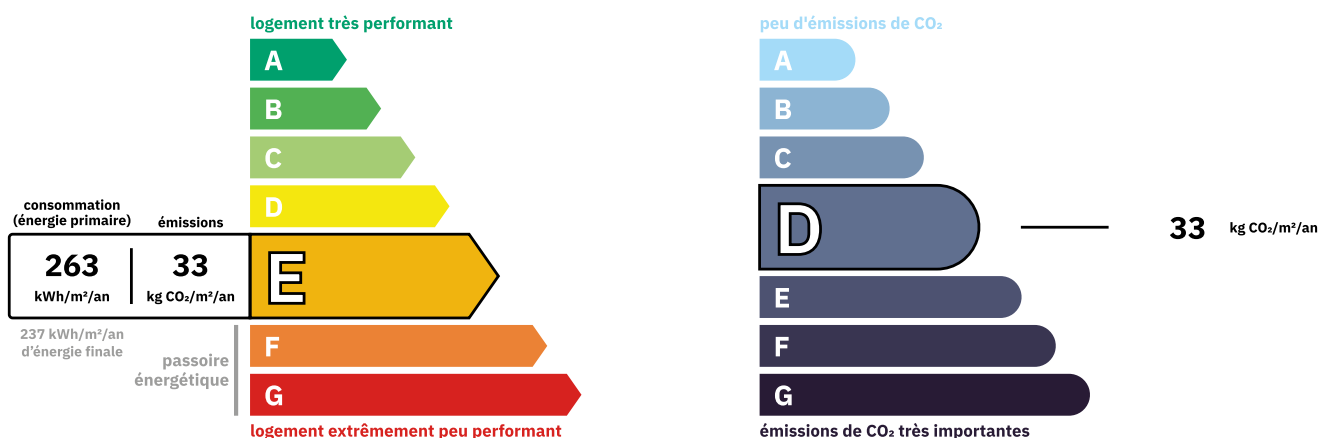 logement très performant
A
B
C
D
consommation
(énergie primaire)
émissions
263
kWh/m²/an
33
kg CO₂/m²/an
E
237 kWh/m²/an
d'énergie finale
passoire
énergétique
F
G
logement extrêmement peu performant
peu d'émissions de CO₂
A
B
C
D
33 kg CO₂/m²/an
E
F
G
émissions de CO₂ très importantes